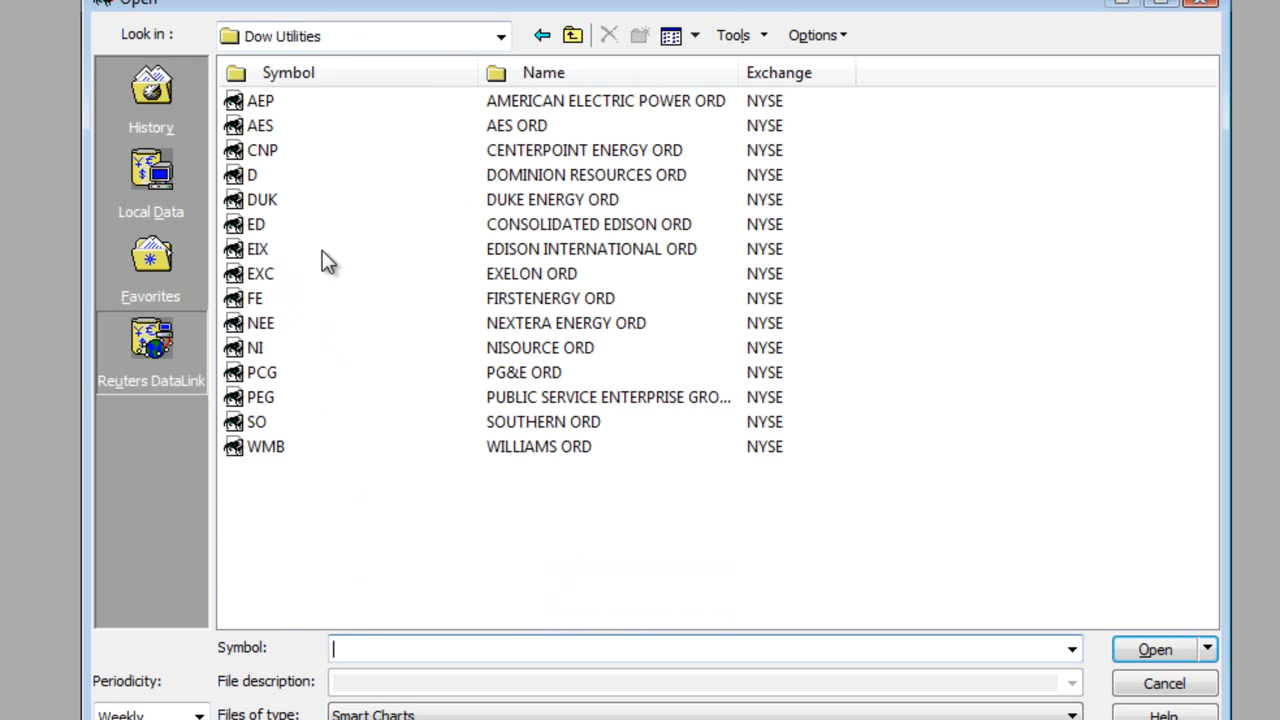 Open
Look in :
Dow Utilities
Tools
Options
Symbol Name Exchange
AEP AMERICAN ELECTRIC POWER ORD NYSE
AES AES ORD NYSE
CNP CENTERPOINT ENERGY ORD NYSE
D DOMINION RESOURCES ORD NYSE
DUK DUKE ENERGY ORD NYSE
ED CONSOLIDATED EDISON ORD NYSE
EIX EDISON INTERNATIONAL ORD NYSE
EXC EXELON ORD NYSE
FE FIRSTENERGY ORD NYSE
NEE NEXTERA ENERGY ORD NYSE
NI NISOURCE ORD NYSE
PCG PG&E ORD NYSE
PEG PUBLIC SERVICE ENTERPRISE GRO... NYSE
SO SOUTHERN ORD NYSE
WMB WILLIAMS ORD NYSE
History
Local Data
Favorites
Reuters DataLink
Symbol:
Open
Periodicity:
File description:
Cancel
Weekly
Files of type:
Smart Charts
Help